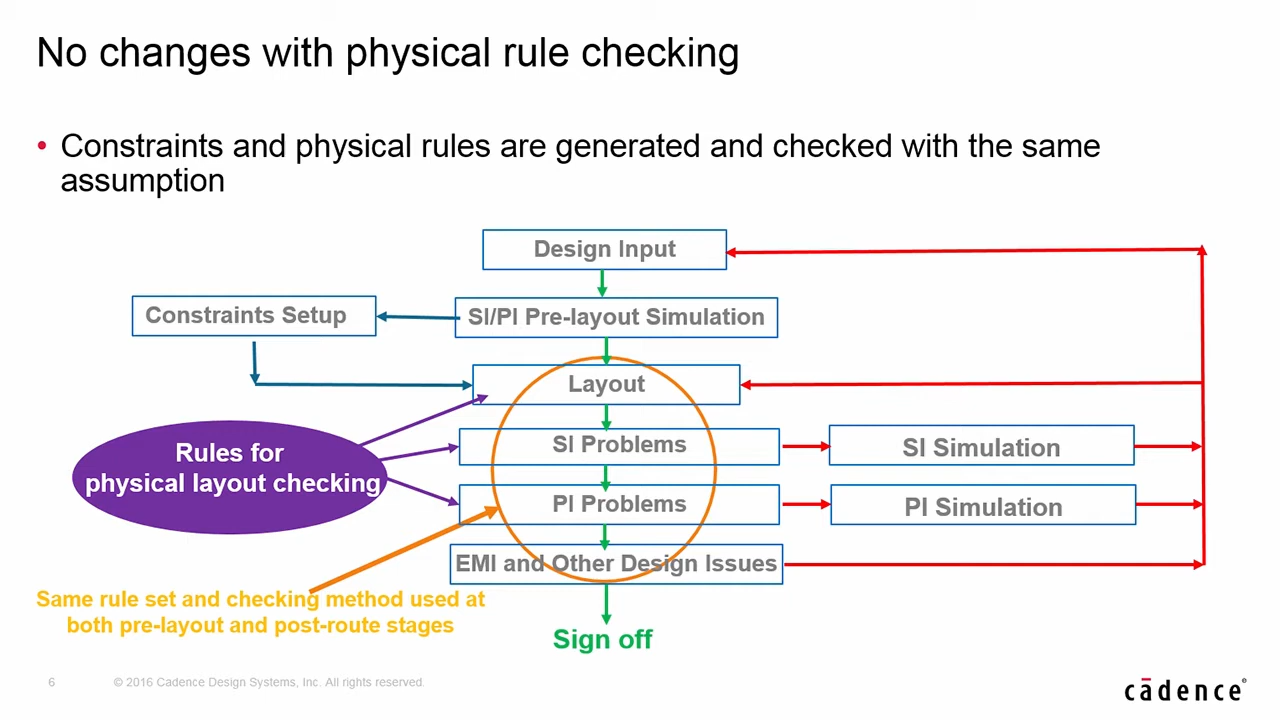 No changes with physical rule checking
• Constraints and physical rules are generated and checked with the same
assumption
Design Input
Constraints Setup
SI/PI Pre-layout Simulation
Layout
Rules for
physical layout checking
SI Problems
SI Simulation
PI Problems
PI Simulation
EMI and Other Design Issues
Same rule set and checking method used at
both pre-layout and post-route stages
Sign off
6
© 2016 Cadence Design Systems, Inc. All rights reserved.
cādence®